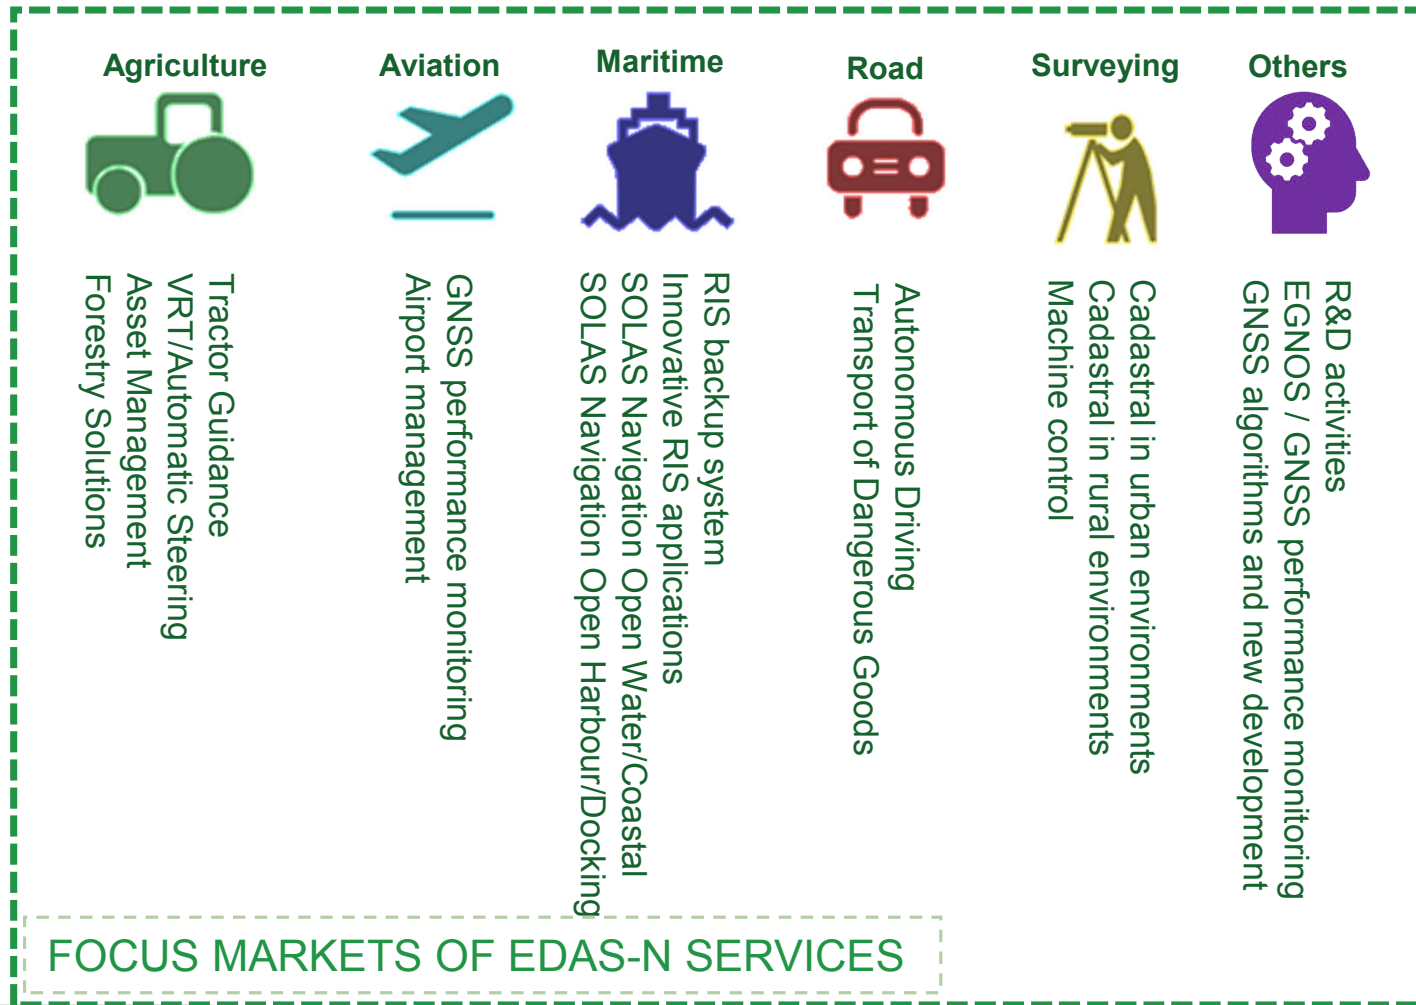 Agriculture
Tractor Guidance
VRT/Automatic Steering
Asset Management
Forestry Solutions
Aviation
GNSS performance monitoring
Airport management
Maritime
RIS backup system
Innovative RIS applications
SOLAS Navigation Open Water/Coastal
SOLAS Navigation Open Harbour/Docking
Road
Autonomous Driving
Transport of Dangerous Goods
Surveying
Cadastral in urban environments
Cadastral in rural environments
Machine control
Others
R&D activities
EGNOS / GNSS performance monitoring
GNSS algorithms and new development
FOCUS MARKETS OF EDAS-N SERVICES